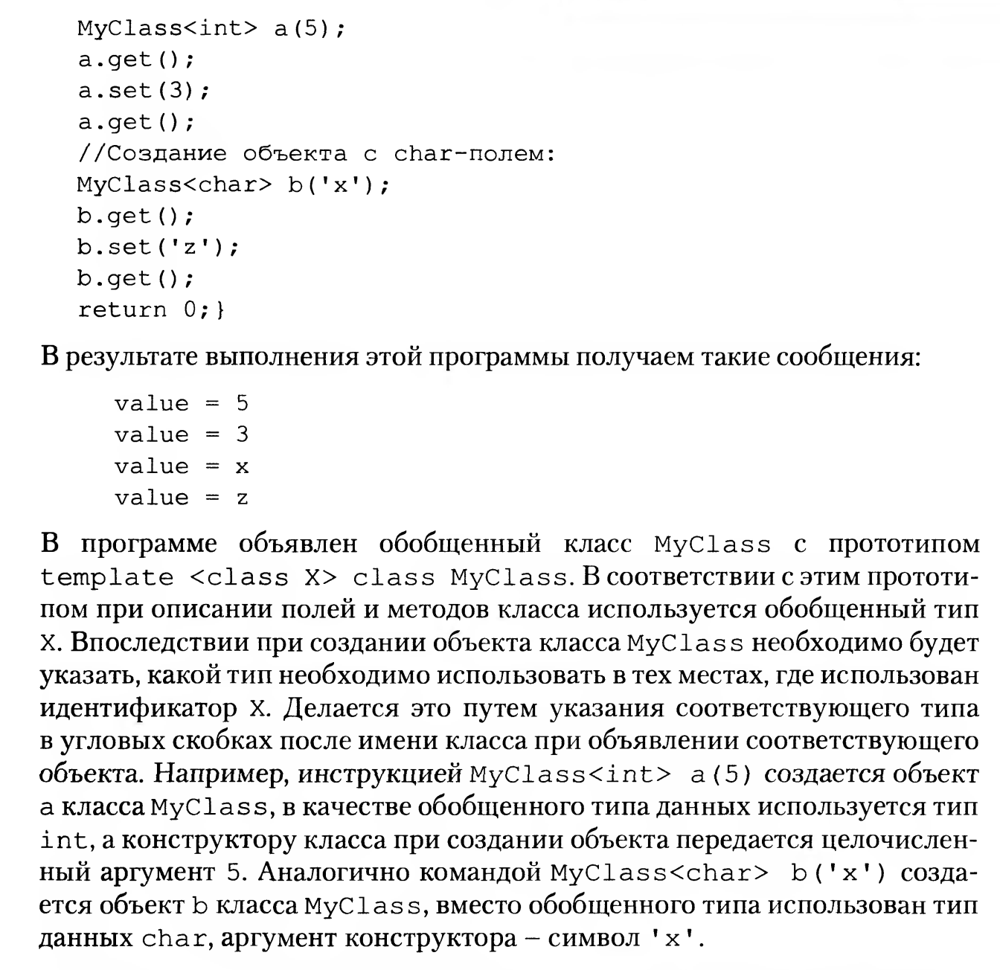 MyClass<int> a(5);
a.get();
a.set(3);
a.get();
//Создание объекта с char-полем:
MyClass<char> b('x');
b.get();
b.set('z');
b.get();
return 0;}
В результате выполнения этой программы получаем такие сообщения:
value = 5
value = 3
value = x
value = z
В программе объявлен обобщенный класс MyClass с прототипом
template <class X> class MyClass. В соответствии с этим прототи-
пом при описании полей и методов класса используется обобщенный тип
X. Впоследствии при создании объекта класса MyClass необходимо будет
указать, какой тип необходимо использовать в тех местах, где использован
идентификатор X. Делается это путем указания соответствующего типа
в угловых скобках после имени класса при объявлении соответствующего
объекта. Например, инструкцией MyClass<int> a(5) создается объект
a класса MyClass, в качестве обобщенного типа данных используется тип
int, а конструктору класса при создании объекта передается целочислен-
ный аргумент 5. Аналогично командой MyClass<char> b('x') созда-
ется объект b класса MyClass, вместо обобщенного типа использован тип
данных char, аргумент конструктора – символ 'x'.